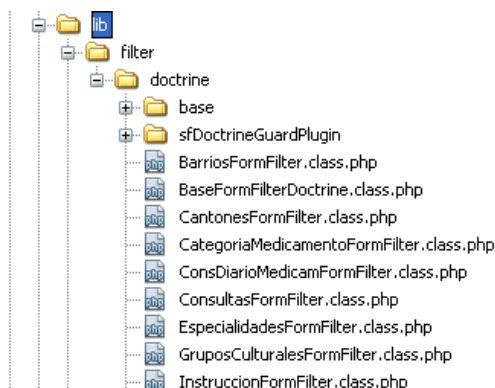 lib
filter
doctrine
base
sfDoctrineGuardPlugin
BarriosFormFilter.class.php
BaseFormFilterDoctrine.class.php
CantonesFormFilter.class.php
CategoriaMedicamentoFormFilter.class.php
ConsDiarioMedicamFormFilter.class.php
ConsultasFormFilter.class.php
EspecialidadesFormFilter.class.php
GruposCulturalesFormFilter.class.php
InstruccionFormFilter.class.php